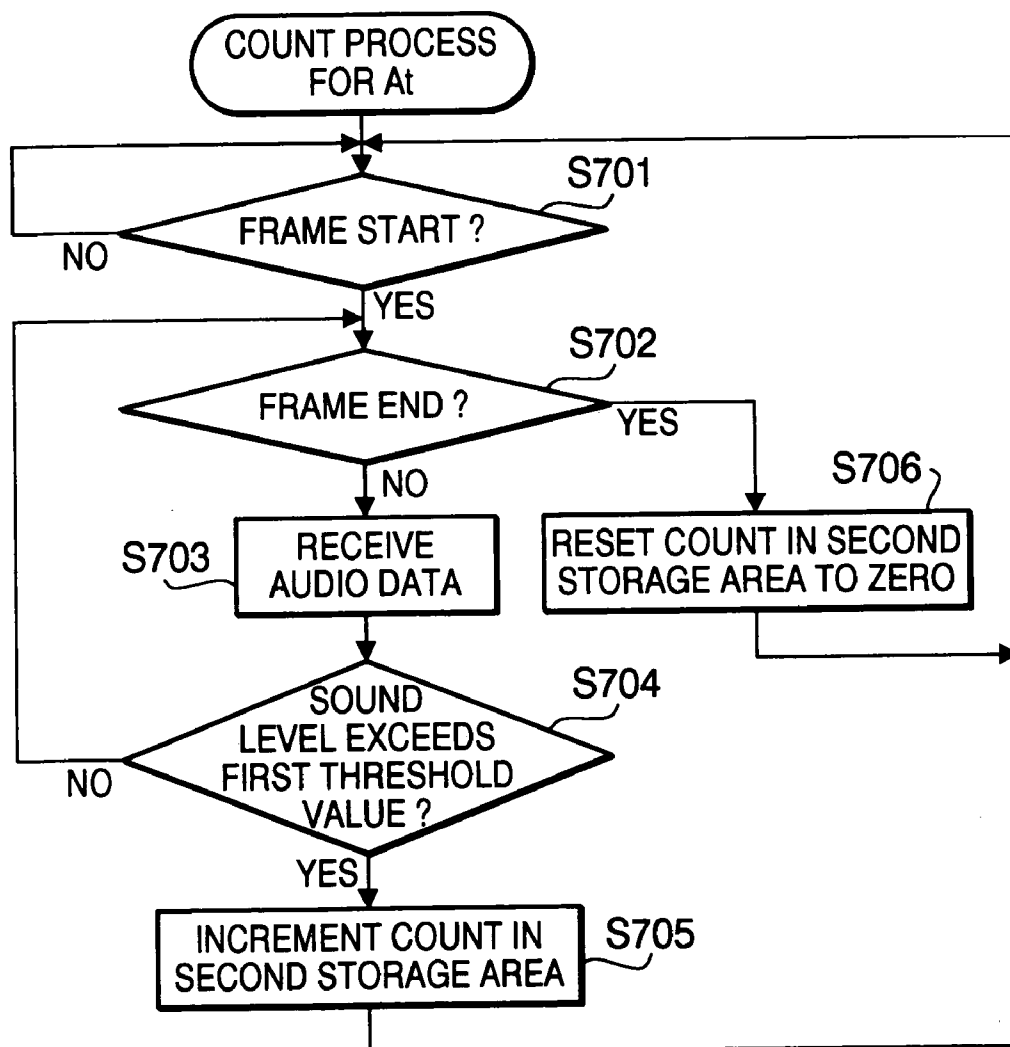 COUNT PROCESS
FOR At
S701
FRAME START ?
NO
YES
S702
FRAME END ?
YES
NO
S706
S703
RECEIVE
AUDIO DATA
RESET COUNT IN SECOND
STORAGE AREA TO ZERO
S704
SOUND
LEVEL EXCEEDS
FIRST THRESHOLD
VALUE ?
NO
YES
INCREMENT COUNT IN
SECOND STORAGE AREA
S705